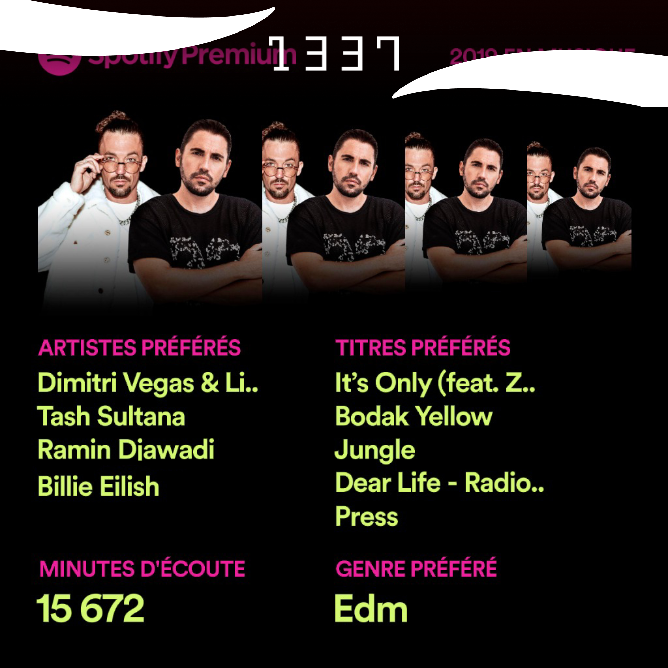 Spotify Premium
1337
2019 EN
ARTISTES PRÉFÉRÉS
Dimitri Vegas & Li..
Tash Sultana
Ramin Djawadi
Billie Eilish
TITRES PRÉFÉRÉS
It’s Only (feat. Z..
Bodak Yellow
Jungle
Dear Life - Radio..
Press
MINUTES D'ÉCOUTE
15 672
GENRE PRÉFÉRÉ
Edm